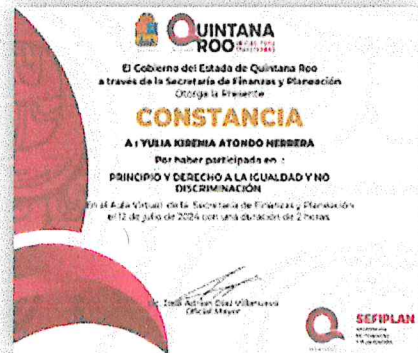 QUINTANA
ROO
El Gobierno del Estado de Quintana Roo
a través de la Secretaría de Finanzas y Planeación
Otorga la Presente
CONSTANCIA
A: YULIA KIRENIA ATONDO HERRERA
Por haber participado en :
PRINCIPIO Y DERECHO A LA IGUALDAD Y NO
DISCRIMINACIÓN
En el Aula Virtual de la Secretaría de Finanzas y Planeación
el 12 de julio de 2024 con una duración de 2 horas
Díaz Villanueva
Oficial Mayor
SEFIPLAN